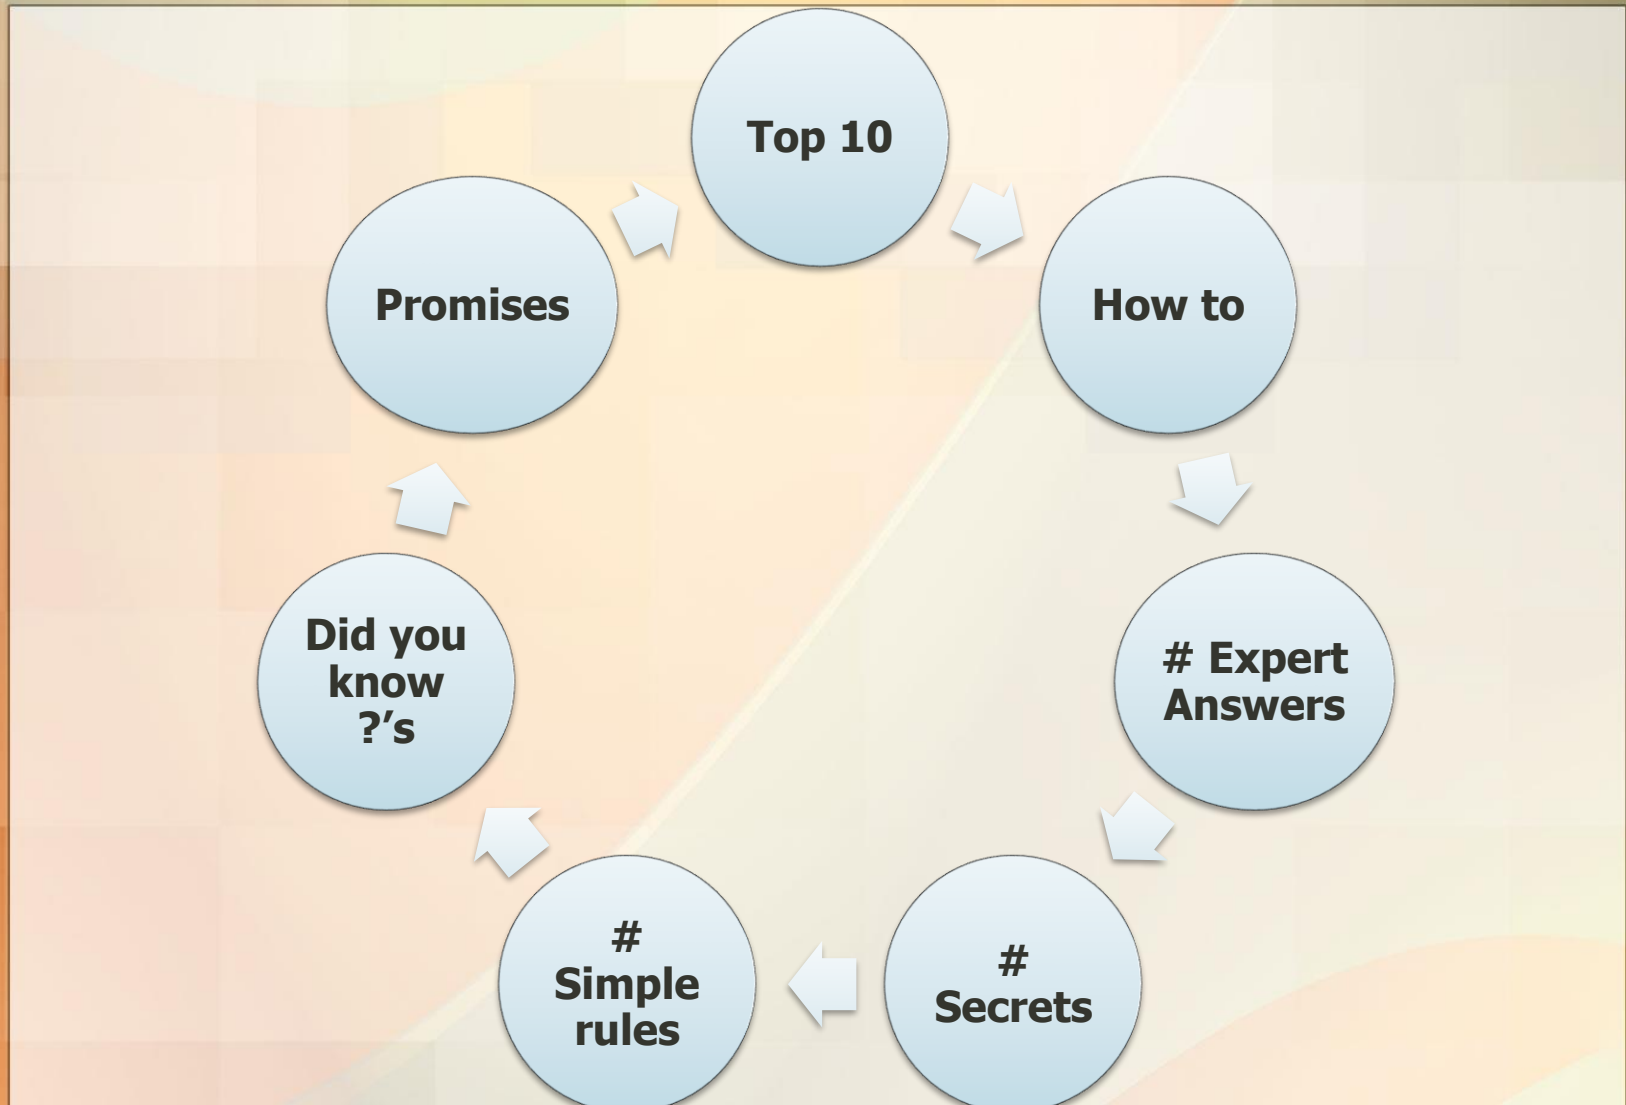 Top 10
How to
# Expert
Answers
#
Secrets
#
Simple
rules
Did you
know
?’s
Promises